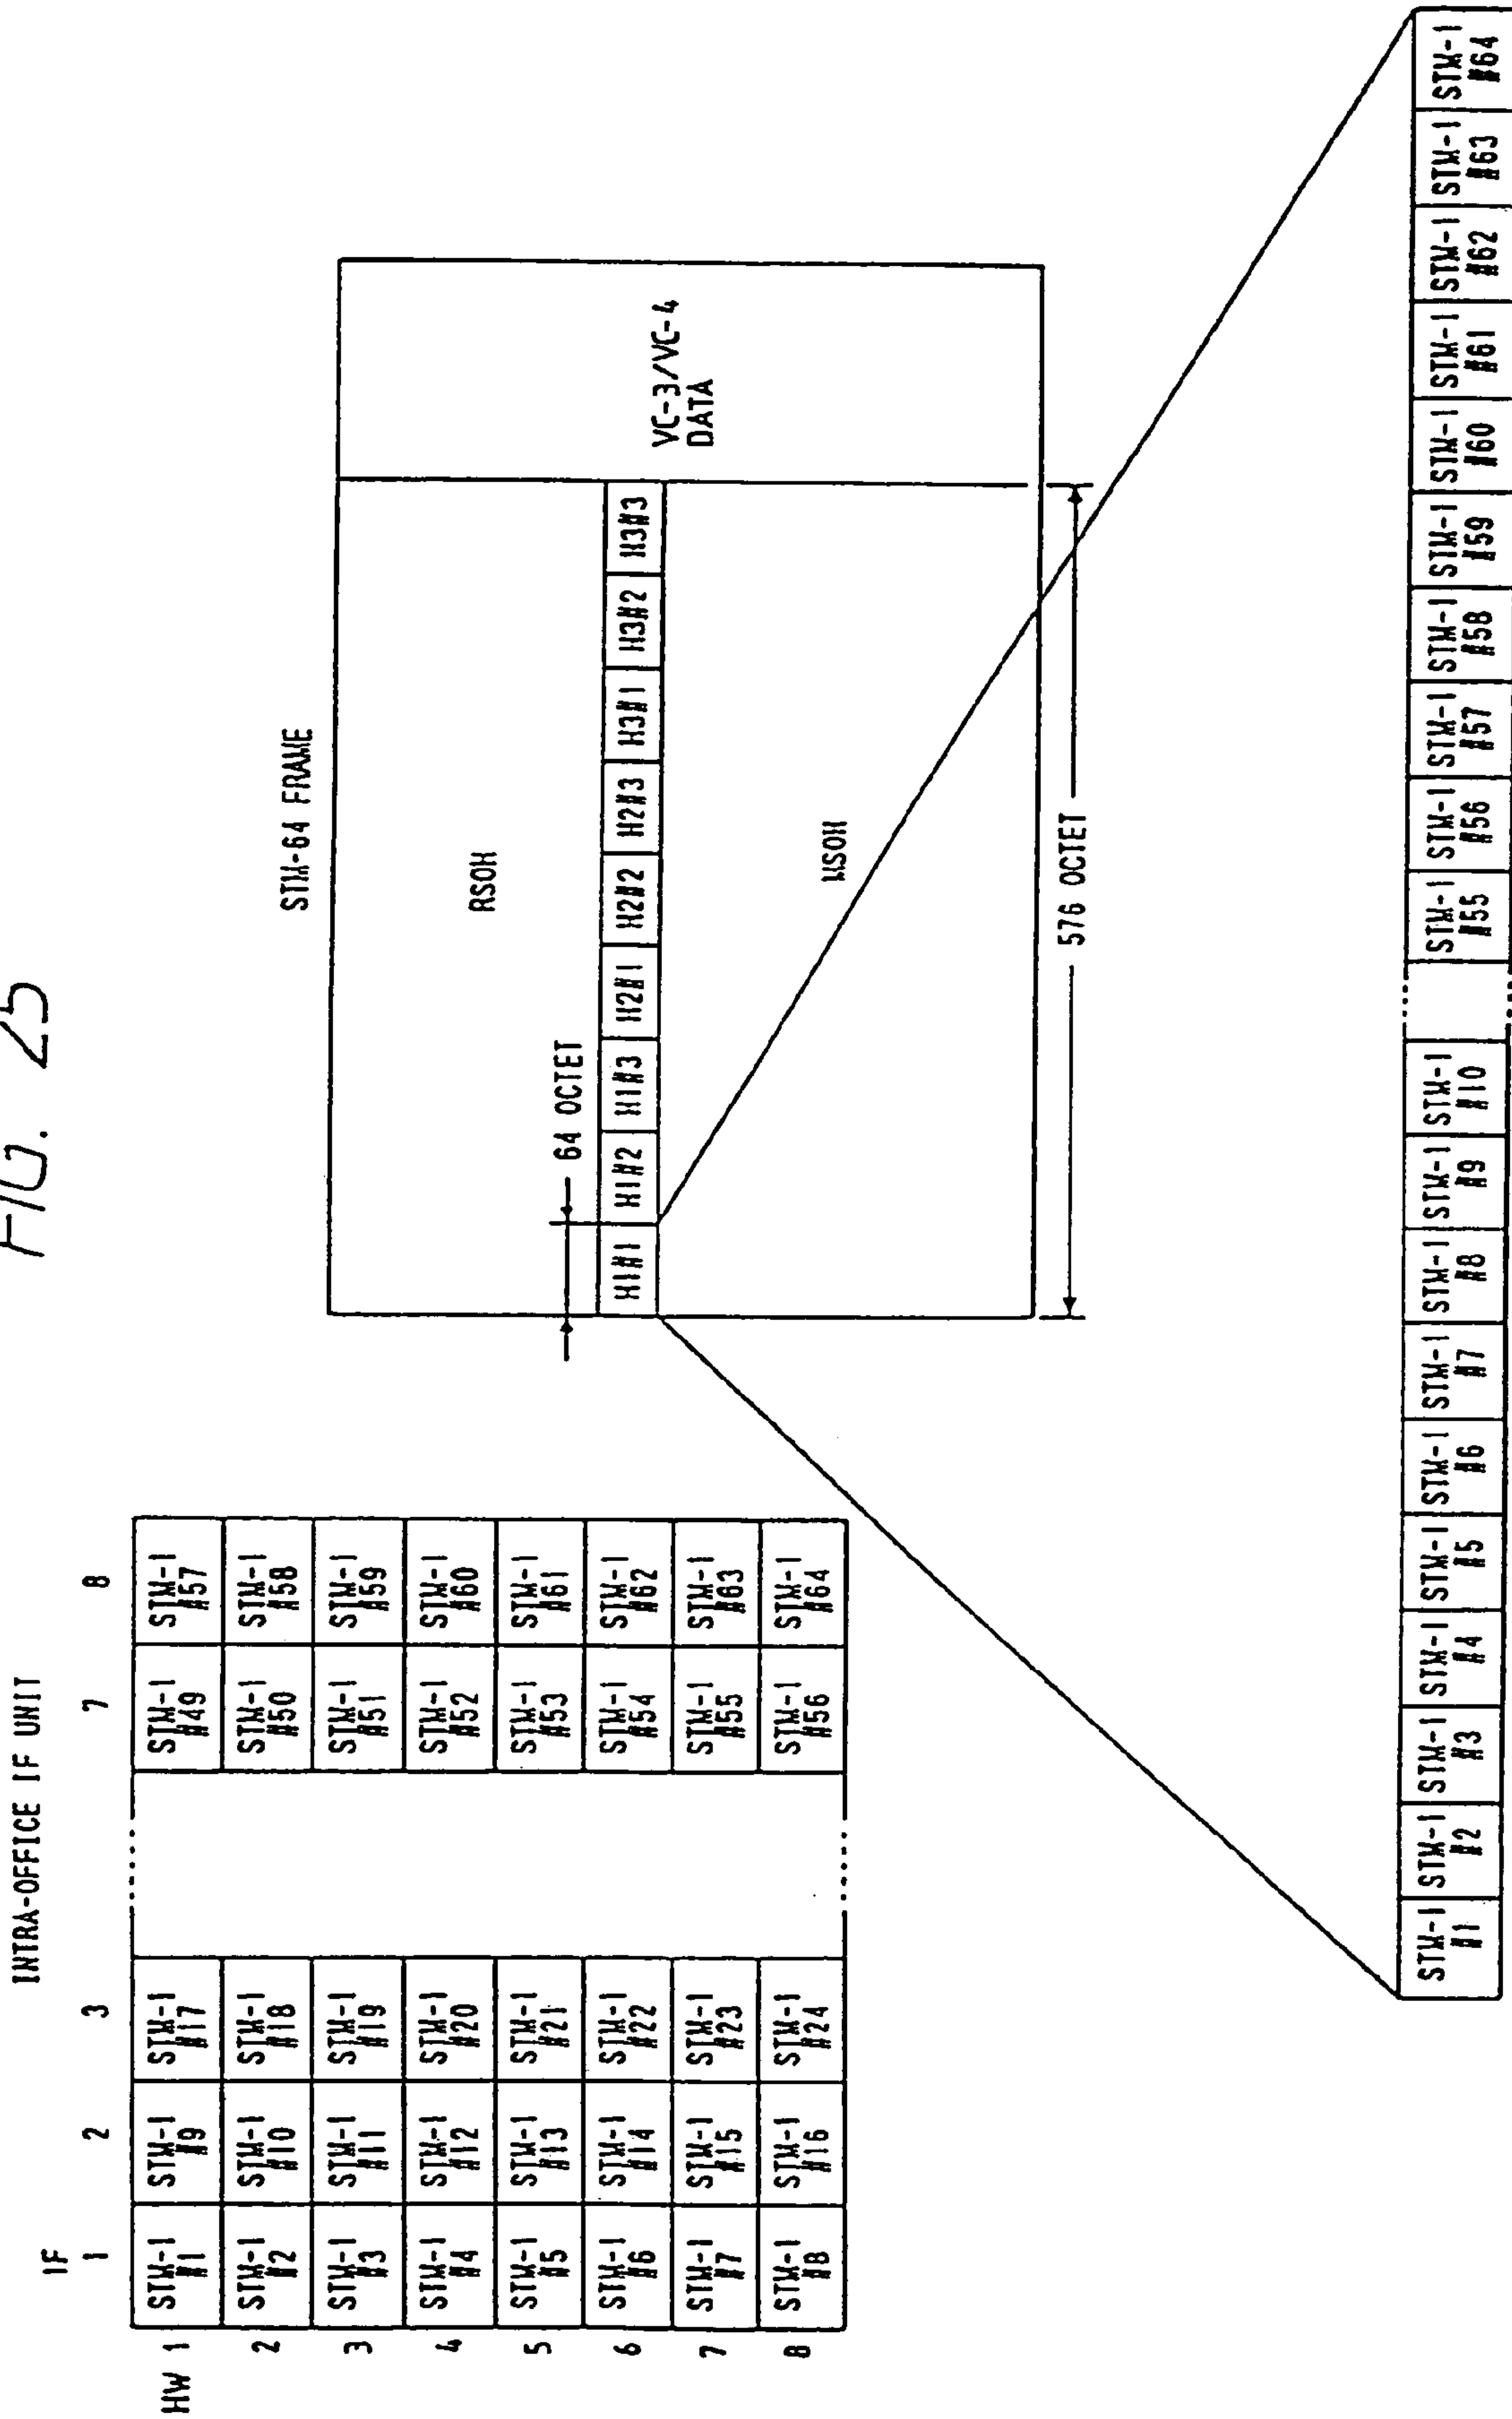 FIG. 25
INTRA-OFFICE IF UNIT
IF
1 2 3 7 8
HW 1 STM-1 #1 STM-1 #9 STM-1 #17 STM-1 #49 STM-1 #57
2 STM-1 #2 STM-1 #10 STM-1 #18 STM-1 #50 STM-1 #58
3 STM-1 #3 STM-1 #11 STM-1 #19 STM-1 #51 STM-1 #59
4 STM-1 #4 STM-1 #12 STM-1 #20 STM-1 #52 STM-1 #60
5 STM-1 #5 STM-1 #13 STM-1 #21 STM-1 #53 STM-1 #61
6 STM-1 #6 STM-1 #14 STM-1 #22 STM-1 #54 STM-1 #62
7 STM-1 #7 STM-1 #15 STM-1 #23 STM-1 #55 STM-1 #63
8 STM-1 #8 STM-1 #16 STM-1 #24 STM-1 #56 STM-1 #64
STM-64 FRAME
RSOH
64 OCTET
H1#1 H1#2 H1#3 H2#1 H2#2 H2#3 H3#1 H3#2 H3#3
VC-3/VC-4
DATA
MSOH
576 OCTET
STM-1 STM-1 STM-1 STM-1 STM-1 STM-1 STM-1 STM-1 STM-1 STM-1 STM-1 STM-1 STM-1 STM-1 STM-1 STM-1 STM-1 STM-1 STM-1 STM-1
#1 #2 #3 #4 #5 #6 #7 #8 #9 #10 #55 #56 #57 #58 #59 #60 #61 #62 #63 #64